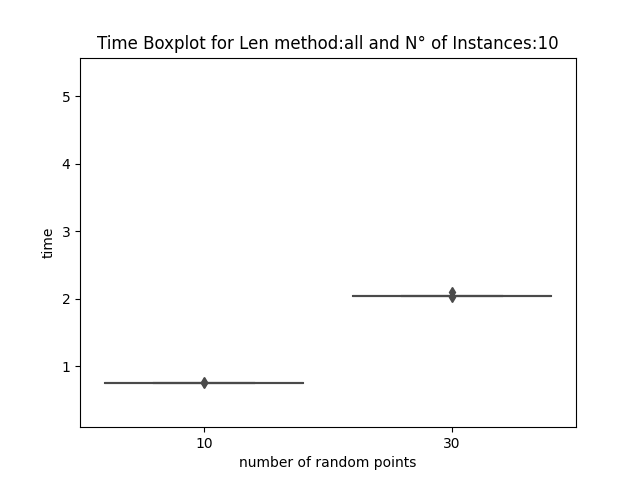 Time Boxplot for Len method:all and N° of Instances:10
5
4
3
2
1
time
10 30
number of random points